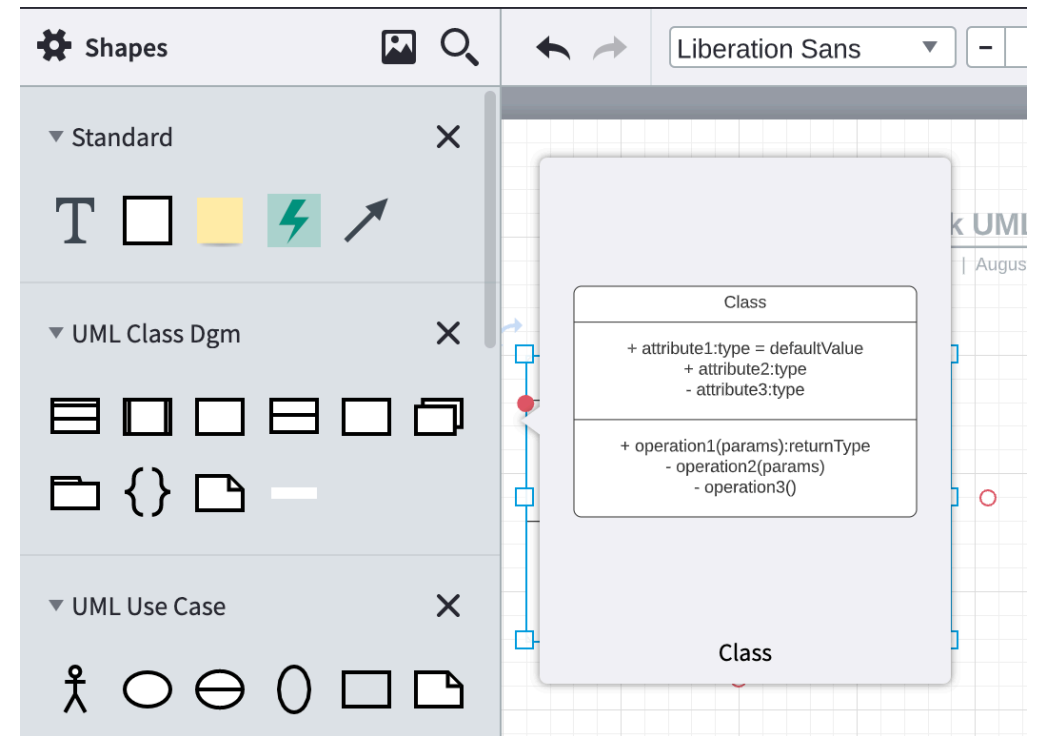 Shapes
Liberation Sans
Standard
T
UML Class Dgm
UML Use Case
k UML
| Augus
Class
+ attribute1:type = defaultValue
+ attribute2:type
- attribute3:type
+ operation1(params):returnType
- operation2(params)
- operation3()
Class